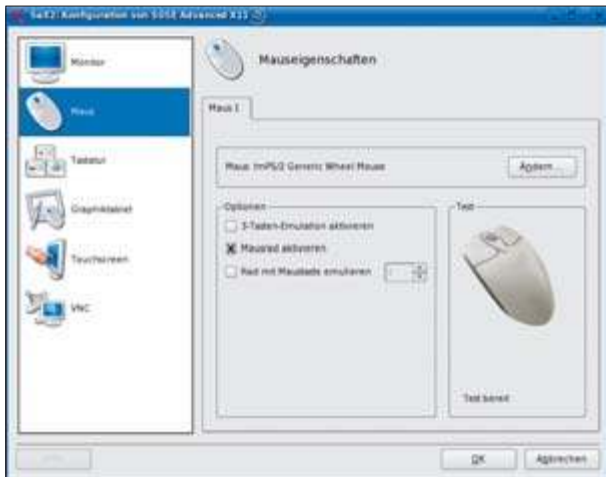 SaX2: Konfiguration von SUSE Advanced X11
Monitor
Maus
Tastatur
Graphiktablet
Touchscreen
VNC
Mauseigenschaften
Maus 1
Maus: ImPS/2 Generic Wheel Mouse
Ändern...
Optionen
3-Tasten-Emulation aktivieren
Mausrad aktivieren
Rad mit Maustaste emulieren
Test
Test bereit
OK
Abbrechen